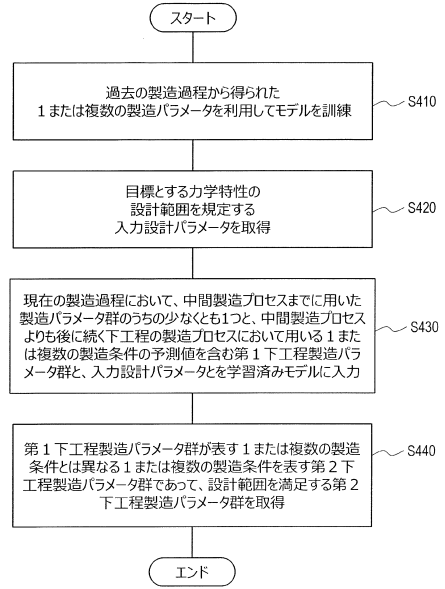 スタート
過去の製造過程から得られた
1または複数の製造パラメータを利用してモデルを訓練
S410
目標とする力学特性の
設計範囲を規定する
入力設計パラメータを取得
S420
現在の製造過程において、中間製造プロセスまでに用いた
製造パラメータ群のうちの少なくとも1つと、中間製造プロセス
よりも後に続く下工程の製造プロセスにおいて用いる1また
は複数の製造条件の予測値を含む第1下工程製造パラ
メータ群と、入力設計パラメータとを学習済みモデルに入力
S430
第1下工程製造パラメータ群が表す1または複数の製造
条件とは異なる1または複数の製造条件を表す第2下
工程製造パラメータ群であって、設計範囲を満足する第2
下工程製造パラメータ群を取得
S440
エンド